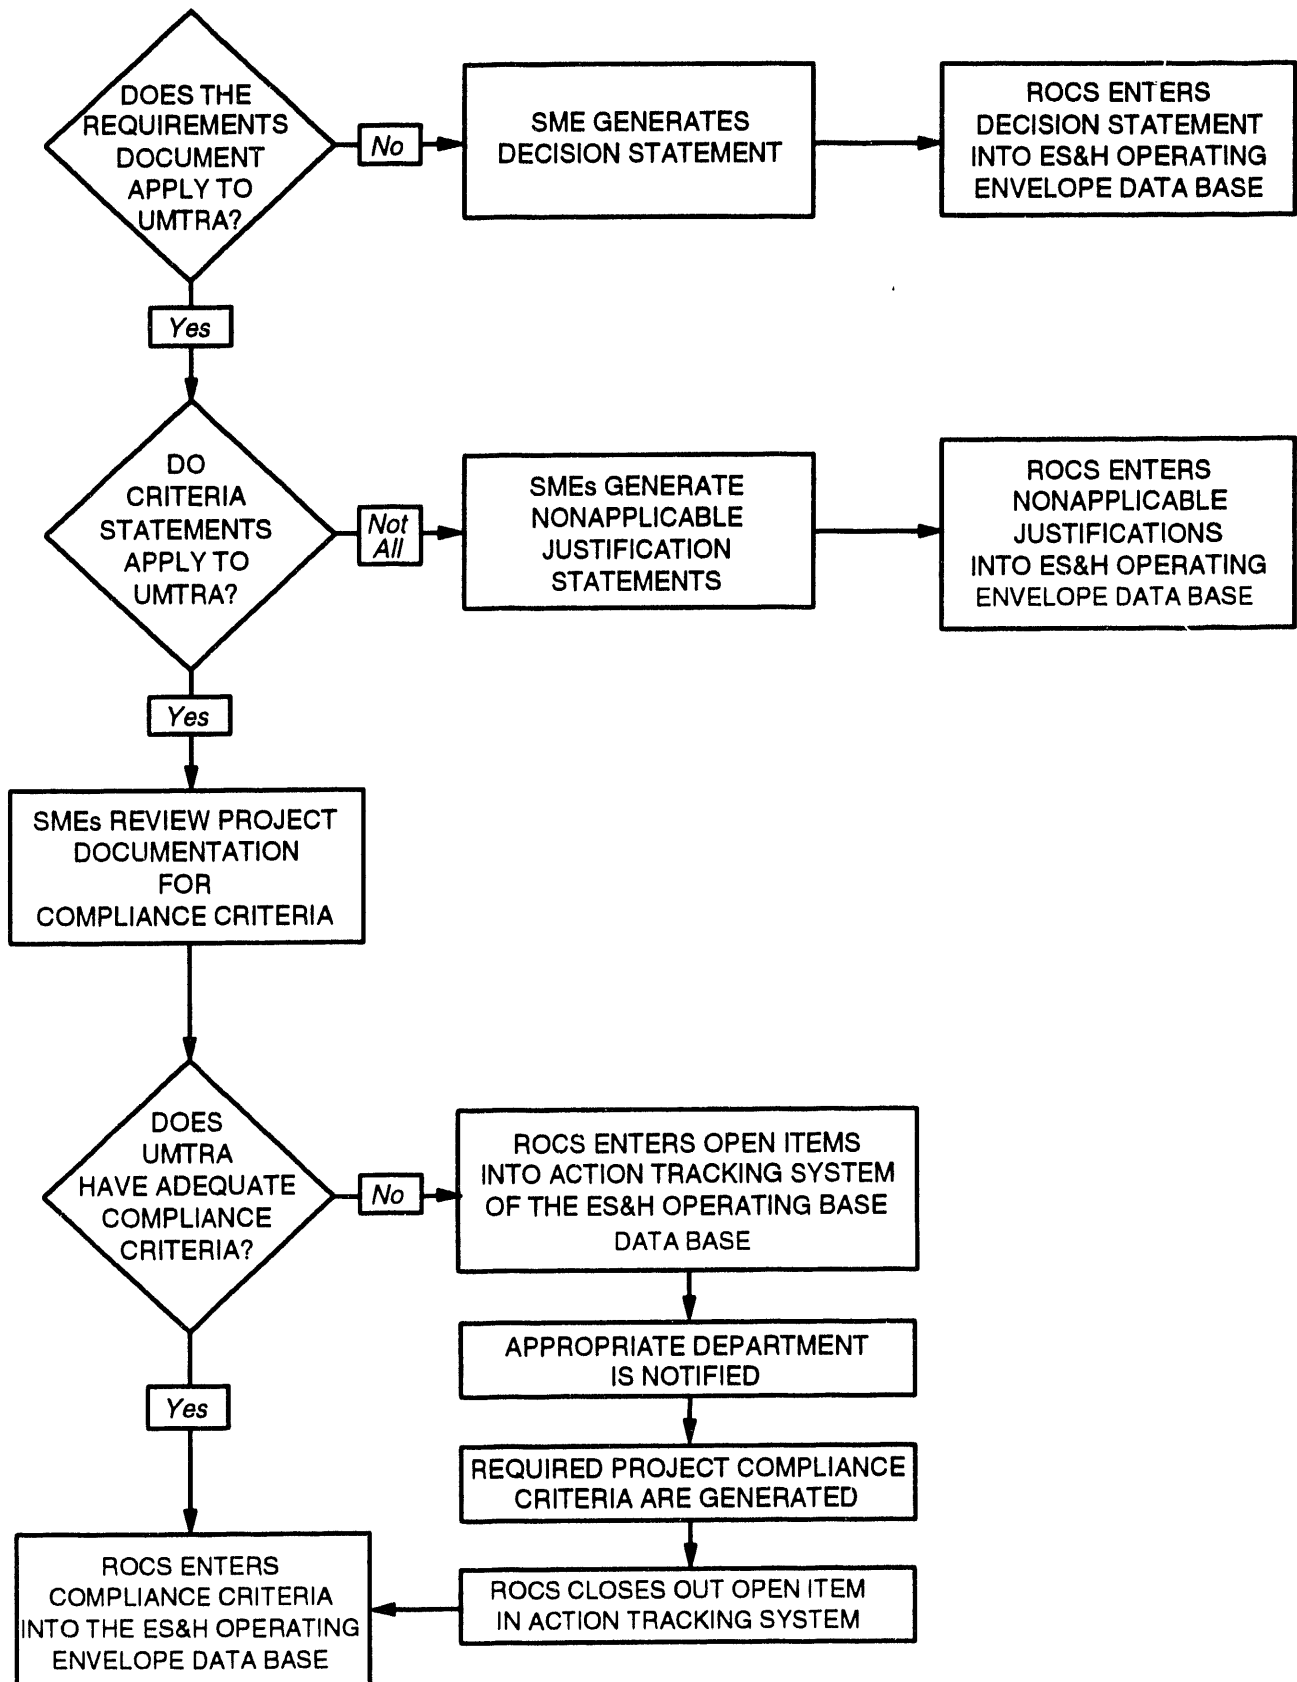 DOES THE
REQUIREMENTS
DOCUMENT
APPLY TO
UMTRA?
No
SME GENERATES
DECISION STATEMENT
ROCS ENTERS
DECISION STATEMENT
INTO ES&H OPERATING
ENVELOPE DATA BASE
Yes
DO
CRITERIA
STATEMENTS
APPLY TO
UMTRA?
Not
All
SMEs GENERATE
NONAPPLICABLE
JUSTIFICATION
STATEMENTS
ROCS ENTERS
NONAPPLICABLE
JUSTIFICATIONS
INTO ES&H OPERATING
ENVELOPE DATA BASE
Yes
SMEs REVIEW PROJECT
DOCUMENTATION
FOR
COMPLIANCE CRITERIA
DOES
UMTRA
HAVE ADEQUATE
COMPLIANCE
CRITERIA?
No
ROCS ENTERS OPEN ITEMS
INTO ACTION TRACKING SYSTEM
OF THE ES&H OPERATING BASE
DATA BASE
APPROPRIATE DEPARTMENT
IS NOTIFIED
Yes
REQUIRED PROJECT COMPLIANCE
CRITERIA ARE GENERATED
ROCS CLOSES OUT OPEN ITEM
IN ACTION TRACKING SYSTEM
ROCS ENTERS
COMPLIANCE CRITERIA
INTO THE ES&H OPERATING
ENVELOPE DATA BASE